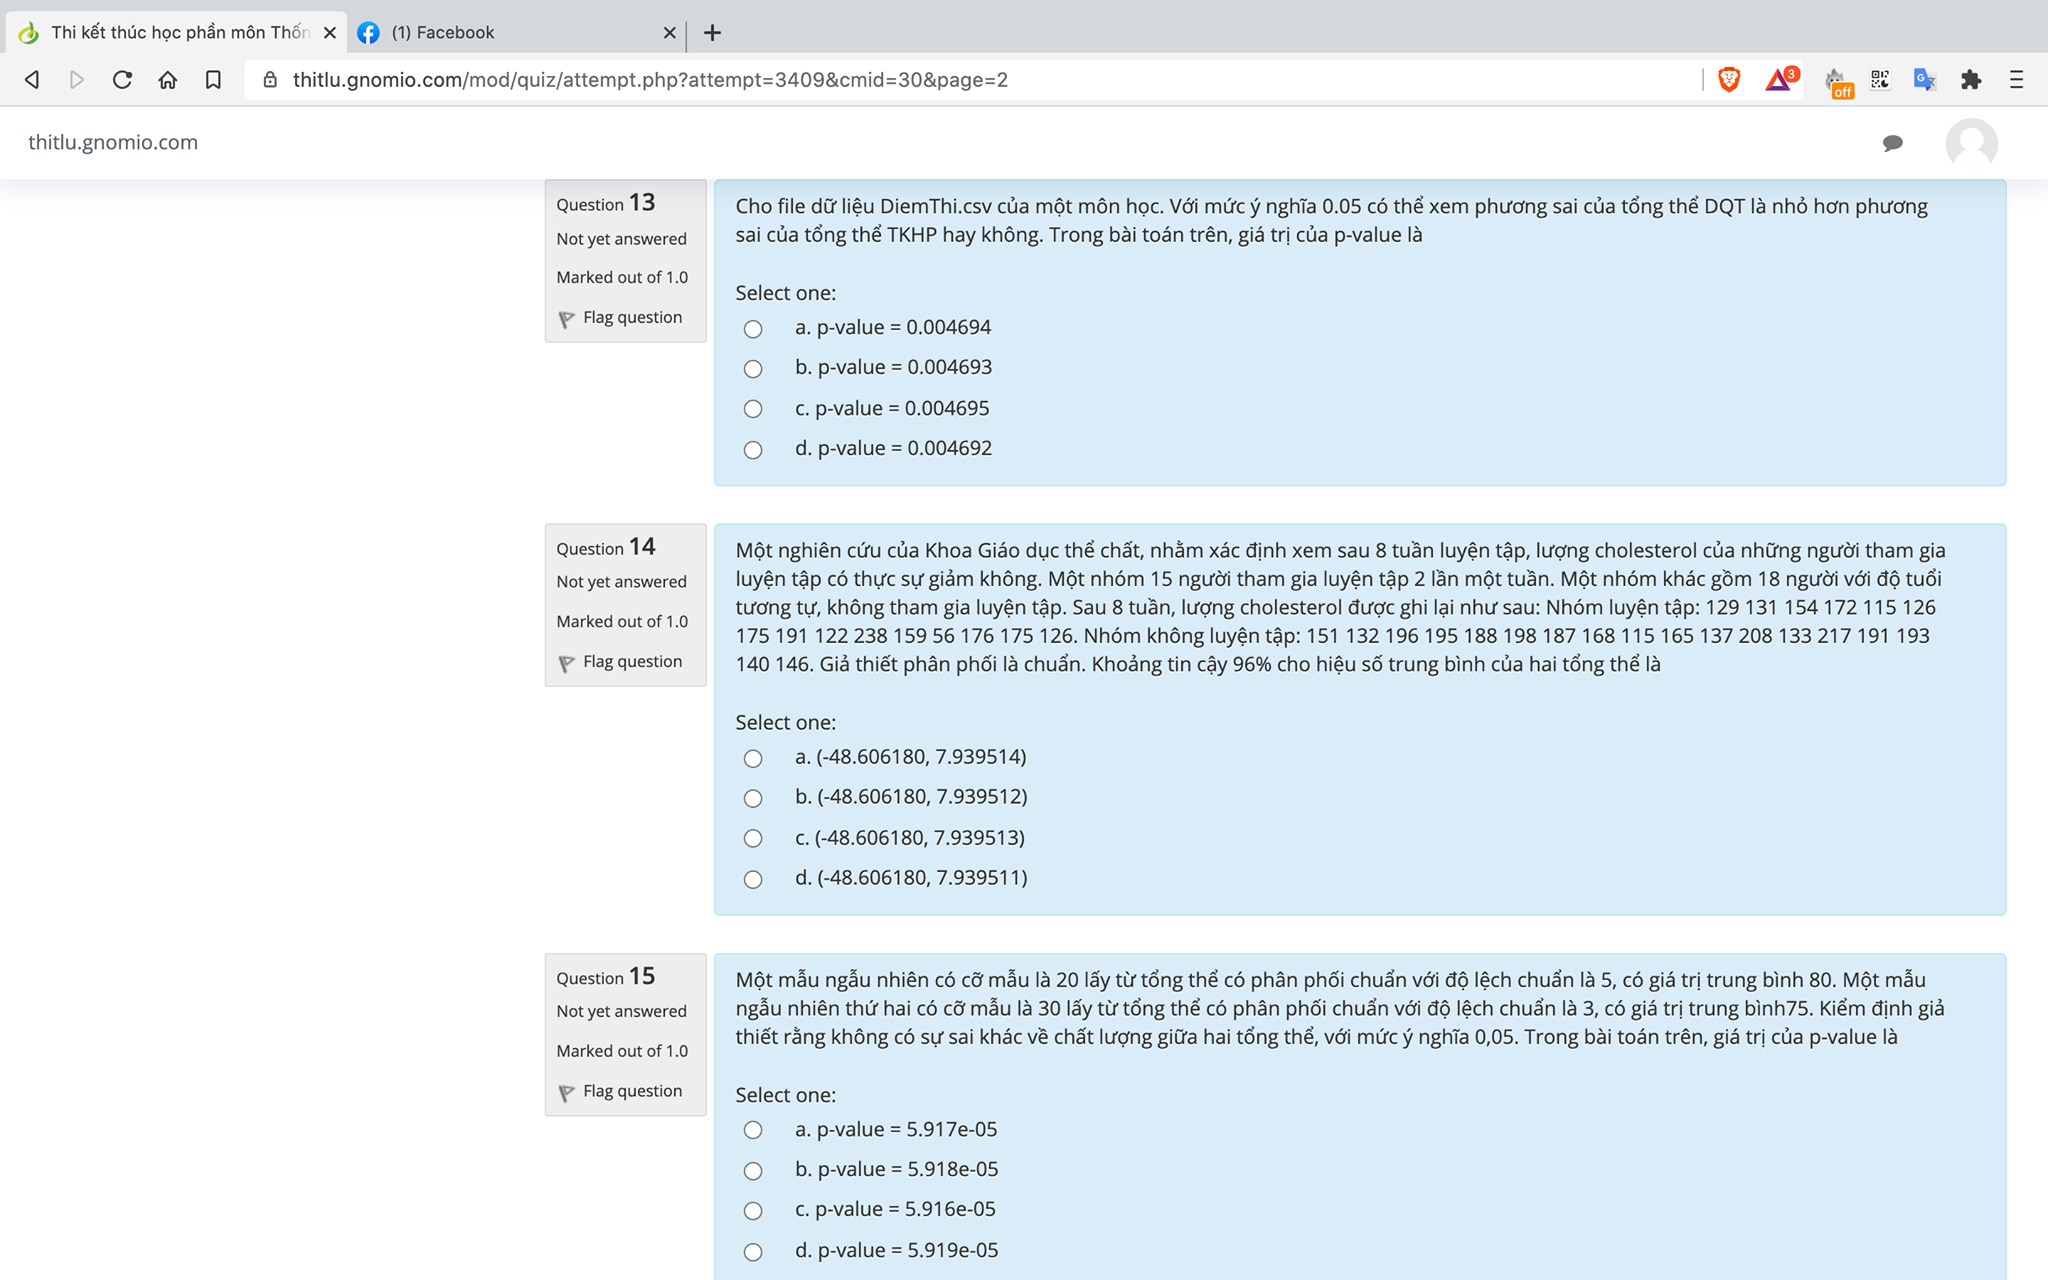 Thi kết thúc học phần môn Thốn
(1) Facebook
thitlu.gnomio.com/mod/quiz/attempt.php?attempt=3409&cmid=30&page=2
3
off
thitlu.gnomio.com
Question 13
Not yet answered
Marked out of 1.0
Flag question
Cho file dữ liệu DiemThi.csv của một môn học. Với mức ý nghĩa 0.05 có thể xem phương sai của tổng thể DQT là nhỏ hơn phương
sai của tổng thể TKHP hay không. Trong bài toán trên, giá trị của p-value là
Select one:
a. p-value = 0.004694
b. p-value = 0.004693
c. p-value = 0.004695
d. p-value = 0.004692
Question 14
Not yet answered
Marked out of 1.0
Flag question
Một nghiên cứu của Khoa Giáo dục thể chất, nhằm xác định xem sau 8 tuần luyện tập, lượng cholesterol của những người tham gia
luyện tập có thực sự giảm không. Một nhóm 15 người tham gia luyện tập 2 lần một tuần. Một nhóm khác gồm 18 người với độ tuổi
tương tự, không tham gia luyện tập. Sau 8 tuần, lượng cholesterol được ghi lại như sau: Nhóm luyện tập: 129 131 154 172 115 126
175 191 122 238 159 56 176 175 126. Nhóm không luyện tập: 151 132 196 195 188 198 187 168 115 165 137 208 133 217 191 193
140 146. Giả thiết phân phối là chuẩn. Khoảng tin cậy 96% cho hiệu số trung bình của hai tổng thể là
Select one:
a. (-48.606180, 7.939514)
b. (-48.606180, 7.939512)
c. (-48.606180, 7.939513)
d. (-48.606180, 7.939511)
Question 15
Not yet answered
Marked out of 1.0
Flag question
Một mẫu ngẫu nhiên có cỡ mẫu là 20 lấy từ tổng thể có phân phối chuẩn với độ lệch chuẩn là 5, có giá trị trung bình 80. Một mẫu
ngẫu nhiên thứ hai có cỡ mẫu là 30 lấy từ tổng thể có phân phối chuẩn với độ lệch chuẩn là 3, có giá trị trung bình75. Kiểm định giả
thiết rằng không có sự sai khác về chất lượng giữa hai tổng thể, với mức ý nghĩa 0,05. Trong bài toán trên, giá trị của p-value là
Select one:
a. p-value = 5.917e-05
b. p-value = 5.918e-05
c. p-value = 5.916e-05
d. p-value = 5.919e-05